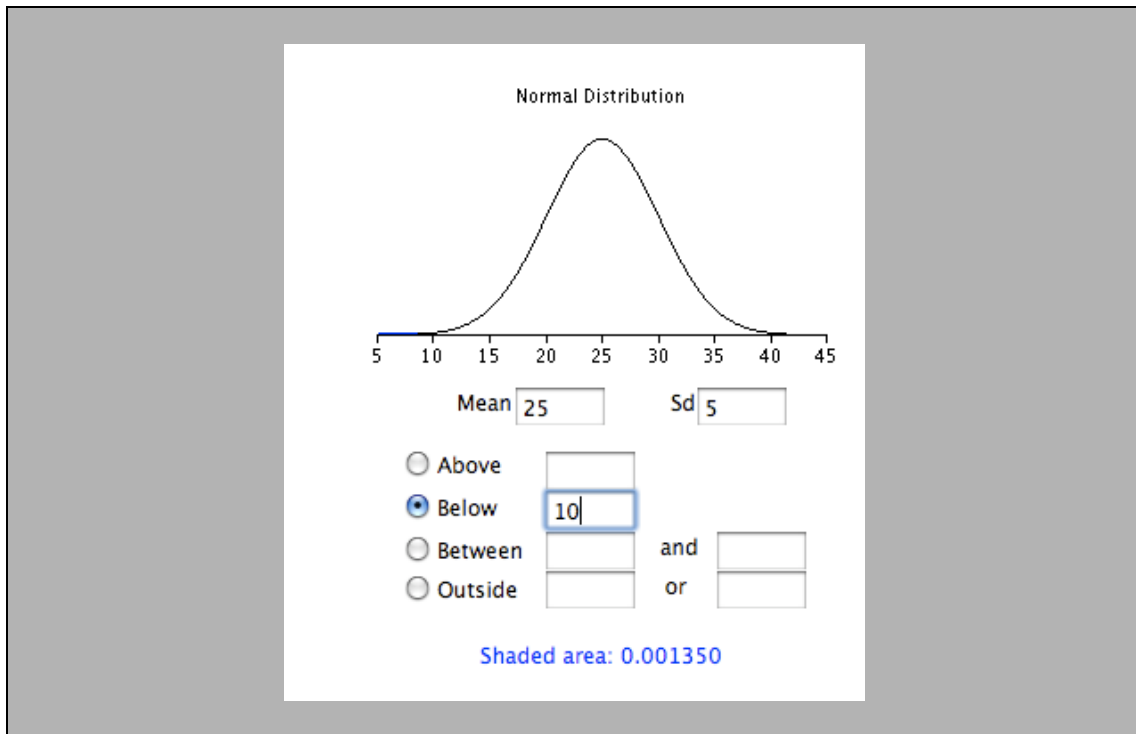 Normal Distribution
5 10 15 20 25 30 35 40 45
Mean 25 Sd 5
Above
Below 10
Between and
Outside or
Shaded area: 0.001350